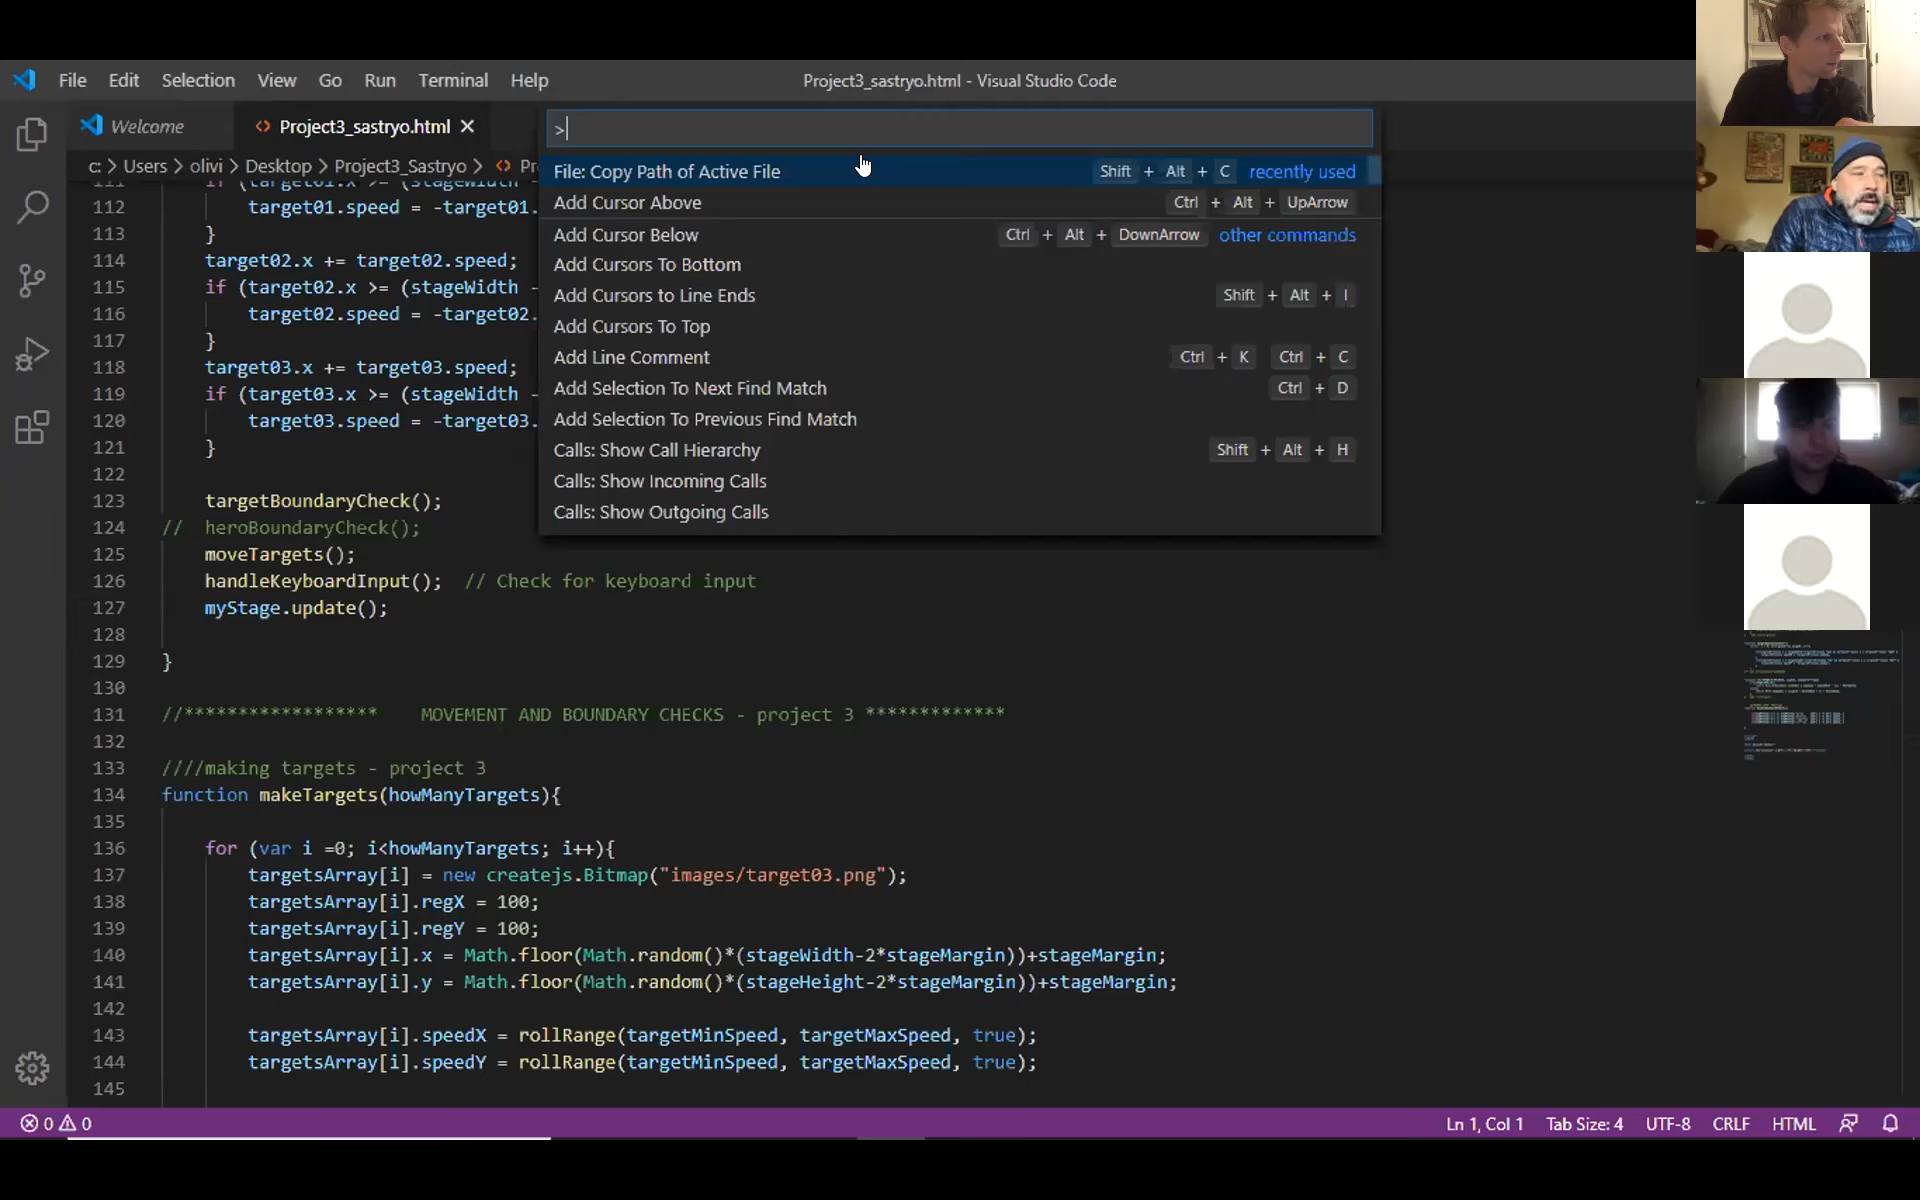 File Edit Selection View Go Run Terminal Help
Project3_sastryo.html - Visual Studio Code
Welcome
<> Project3_sastryo.html
c: > Users > olivi > Desktop > Project3_Sastryo > <> Pr
>
File: Copy Path of Active File Shift + Alt + C recently used
Add Cursor Above Ctrl + Alt + UpArrow
Add Cursor Below Ctrl + Alt + DownArrow other commands
Add Cursors To Bottom
Add Cursors to Line Ends Shift + Alt + I
Add Cursors To Top
Add Line Comment Ctrl + K Ctrl + C
Add Selection To Next Find Match Ctrl + D
Add Selection To Previous Find Match
Calls: Show Call Hierarchy Shift + Alt + H
Calls: Show Incoming Calls
Calls: Show Outgoing Calls
111 if (target01.x >= (stageWidth -
112 target01.speed = -target01.
113 }
114 target02.x += target02.speed;
115 if (target02.x >= (stageWidth -
116 target02.speed = -target02.
117 }
118 target03.x += target03.speed;
119 if (target03.x >= (stageWidth -
120 target03.speed = -target03.
121 }
122
123 targetBoundaryCheck();
124 // heroBoundaryCheck();
125 moveTargets();
126 handleKeyboardInput(); // Check for keyboard input
127 myStage.update();
128
129 }
130
131 //****************** MOVEMENT AND BOUNDARY CHECKS - project 3 *************
132
133 ////making targets - project 3
134 function makeTargets(howManyTargets){
135
136 for (var i =0; i<howManyTargets; i++){
137 targetsArray[i] = new createjs.Bitmap("images/target03.png");
138 targetsArray[i].regX = 100;
139 targetsArray[i].regY = 100;
140 targetsArray[i].x = Math.floor(Math.random()*(stageWidth-2*stageMargin))+stageMargin;
141 targetsArray[i].y = Math.floor(Math.random()*(stageHeight-2*stageMargin))+stageMargin;
142
143 targetsArray[i].speedX = rollRange(targetMinSpeed, targetMaxSpeed, true);
144 targetsArray[i].speedY = rollRange(targetMinSpeed, targetMaxSpeed, true);
145
0 0
Ln 1, Col 1 Tab Size: 4 UTF-8 CRLF HTML